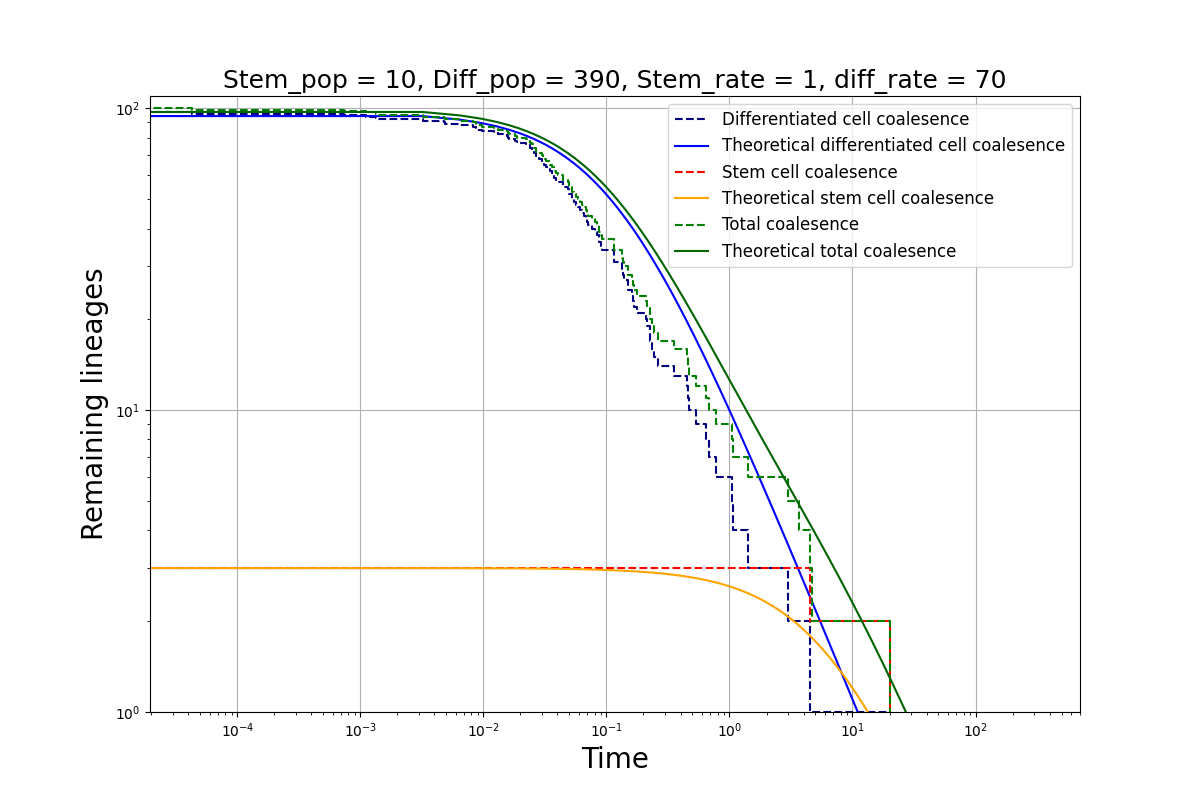 Stem_pop = 10, Diff_pop = 390, Stem_rate = 1, diff_rate = 70
Differentiated cell coalesence
Theoretical differentiated cell coalesence
Stem cell coalesence
Theoretical stem cell coalesence
Total coalesence
Theoretical total coalesence
Remaining lineages
10²
10¹
10⁰
10⁻⁴ 10⁻³ 10⁻² 10⁻¹ 10⁰ 10¹ 10²
Time